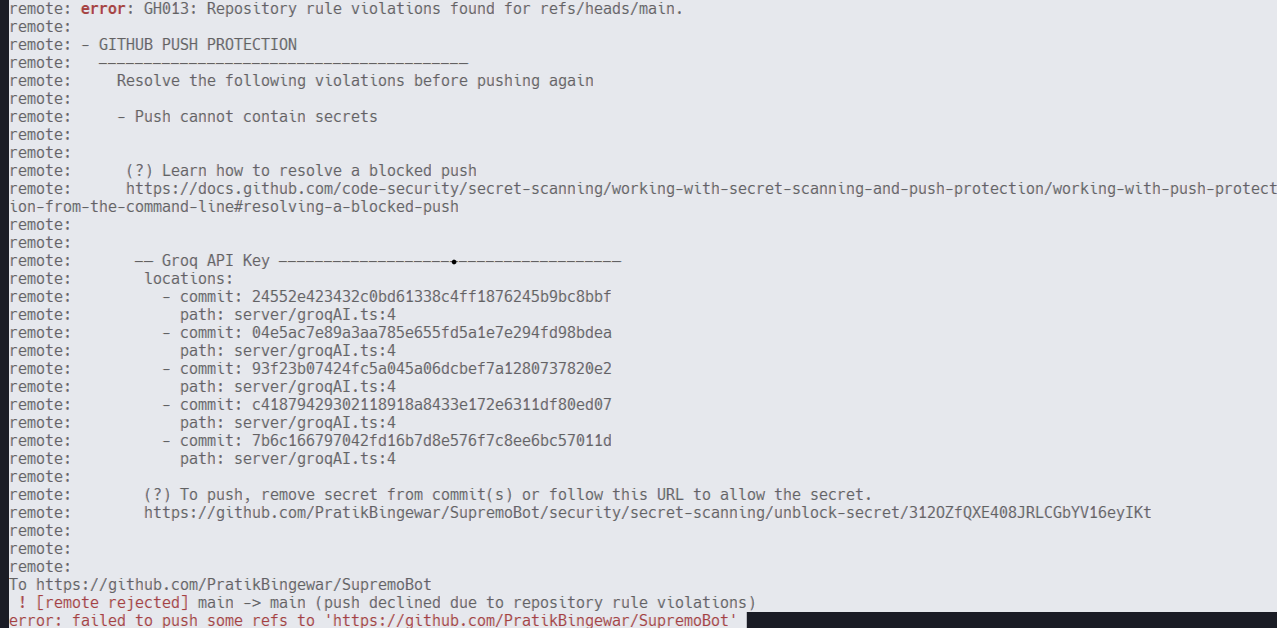 remote: error: GH013: Repository rule violations found for refs/heads/main.
remote:
remote: - GITHUB PUSH PROTECTION
remote:   —————————————————————————————————————————
remote:     Resolve the following violations before pushing again
remote:
remote:     - Push cannot contain secrets
remote:
remote:
remote:      (?) Learn how to resolve a blocked push
remote:      https://docs.github.com/code-security/secret-scanning/working-with-secret-scanning-and-push-protection/working-with-push-protect
ion-from-the-command-line#resolving-a-blocked-push
remote:
remote:
remote:       —— Groq API Key ——————————————————————————————————————
remote:        locations:
remote:          - commit: 24552e423432c0bd61338c4ff1876245b9bc8bbf
remote:            path: server/groqAI.ts:4
remote:          - commit: 04e5ac7e89a3aa785e655fd5a1e7e294fd98bdea
remote:            path: server/groqAI.ts:4
remote:          - commit: 93f23b07424fc5a045a06dcbef7a1280737820e2
remote:            path: server/groqAI.ts:4
remote:          - commit: c41879429302118918a8433e172e6311df80ed07
remote:            path: server/groqAI.ts:4
remote:          - commit: 7b6c166797042fd16b7d8e576f7c8ee6bc57011d
remote:            path: server/groqAI.ts:4
remote:
remote:        (?) To push, remove secret from commit(s) or follow this URL to allow the secret.
remote:        https://github.com/PratikBingewar/SupremoBot/security/secret-scanning/unblock-secret/312OZfQXE408JRLCGbYV16eyIKt
remote:
remote:
remote:
To https://github.com/PratikBingewar/SupremoBot
 ! [remote rejected] main -> main (push declined due to repository rule violations)
error: failed to push some refs to 'https://github.com/PratikBingewar/SupremoBot'